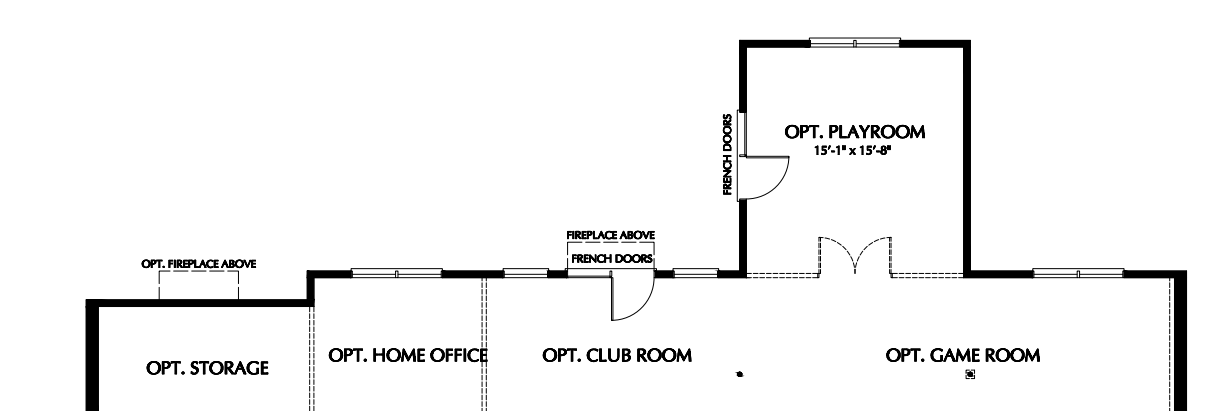 FRENCH DOORS
OPT. PLAYROOM
15'-1" x 15'-8"
FIREPLACE ABOVE
FRENCH DOORS
OPT. FIREPLACE ABOVE
OPT. HOME OFFICE
OPT. CLUB ROOM
OPT. GAME ROOM
OPT. STORAGE